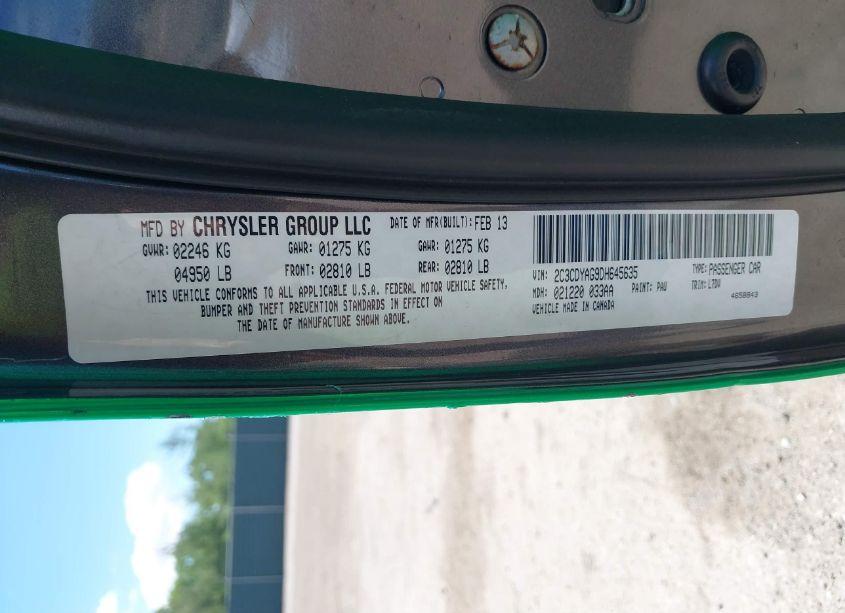 MFD BY CHRYSLER GROUP LLC DATE OF MFR(BUILT): FEB 13
GVWR: 02246 KG GAWR: 01275 KG GAWR: 01275 KG
04950 LB FRONT: 02810 LB REAR: 02810 LB
THIS VEHICLE CONFORMS TO ALL APPLICABLE U.S.A. FEDERAL MOTOR VEHICLE SAFETY,
BUMPER AND THEFT PREVENTION STANDARDS IN EFFECT ON
THE DATE OF MANUFACTURE SHOWN ABOVE.
VIN: 2C3CDYAG9DH645635 TYPE: PASSENGER CAR
MDH: 021220 033AA PAINT: PAU TRIM: L7DV
VEHICLE MADE IN CANADA 4658843